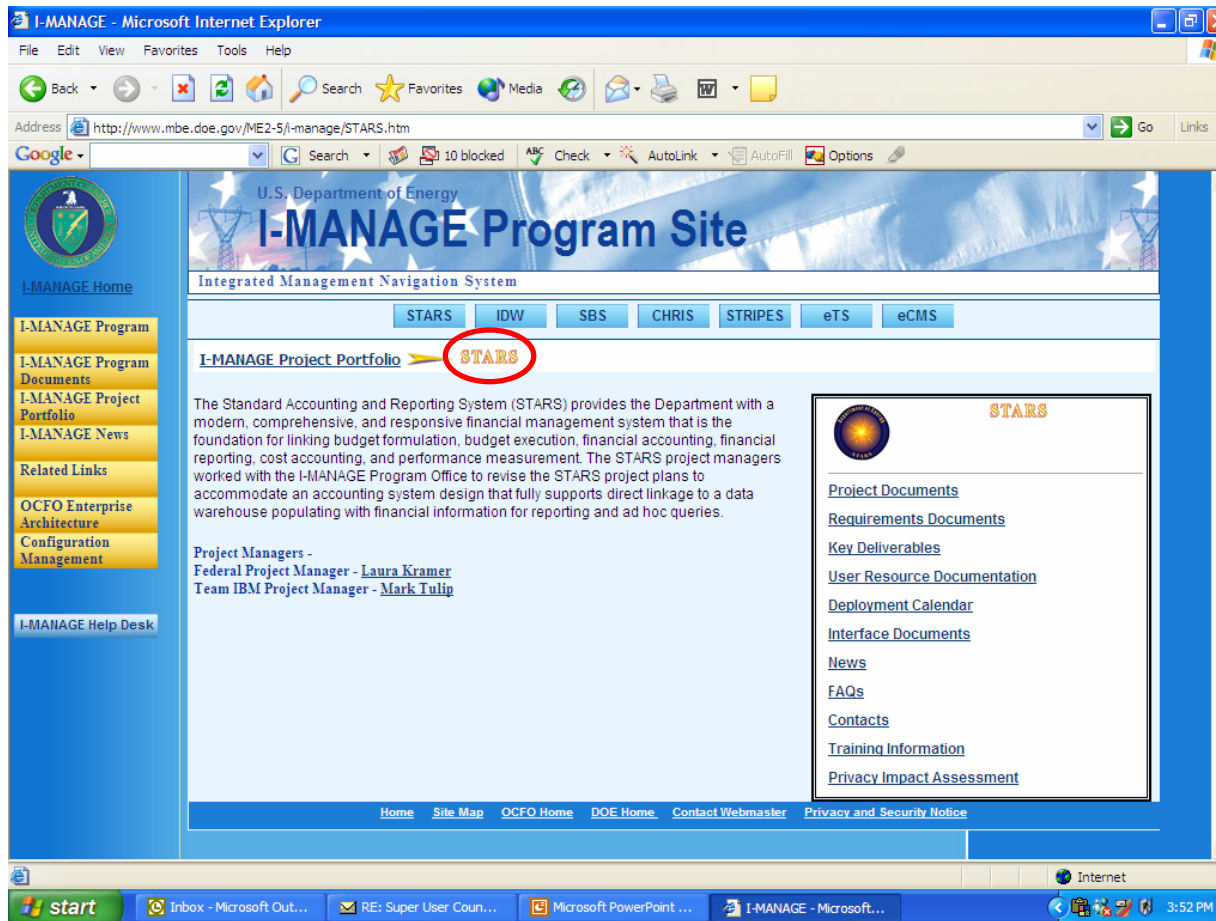 I-MANAGE - Microsoft Internet Explorer
File Edit View Favorites Tools Help
Back Search Favorites Media
Address http://www.mbe.doe.gov/ME2-5/i-manage/STARS.htm Go Links
Google Search 10 blocked ABC Check AutoLink AutoFill Options
U.S. Department of Energy
I-MANAGE Program Site
Integrated Management Navigation System
I-MANAGE Home
I-MANAGE Program
I-MANAGE Program
Documents
I-MANAGE Project
Portfolio
I-MANAGE News
Related Links
OCFO Enterprise
Architecture
Configuration
Management
I-MANAGE Help Desk
STARS IDW SBS CHRIS STRIPES eTS eCMS
I-MANAGE Project Portfolio STARS
The Standard Accounting and Reporting System (STARS) provides the Department with a
modern, comprehensive, and responsive financial management system that is the
foundation for linking budget formulation, budget execution, financial accounting, financial
reporting, cost accounting, and performance measurement. The STARS project managers
worked with the I-MANAGE Program Office to revise the STARS project plans to
accommodate an accounting system design that fully supports direct linkage to a data
warehouse populating with financial information for reporting and ad hoc queries.
Project Managers -
Federal Project Manager - Laura Kramer
Team IBM Project Manager - Mark Tulip
STARS
Project Documents
Requirements Documents
Key Deliverables
User Resource Documentation
Deployment Calendar
Interface Documents
News
FAQs
Contacts
Training Information
Privacy Impact Assessment
Home Site Map OCFO Home DOE Home Contact Webmaster Privacy and Security Notice
Internet
start Inbox - Microsoft Out... RE: Super User Coun... Microsoft PowerPoint ... I-MANAGE - Microsoft... 3:52 PM